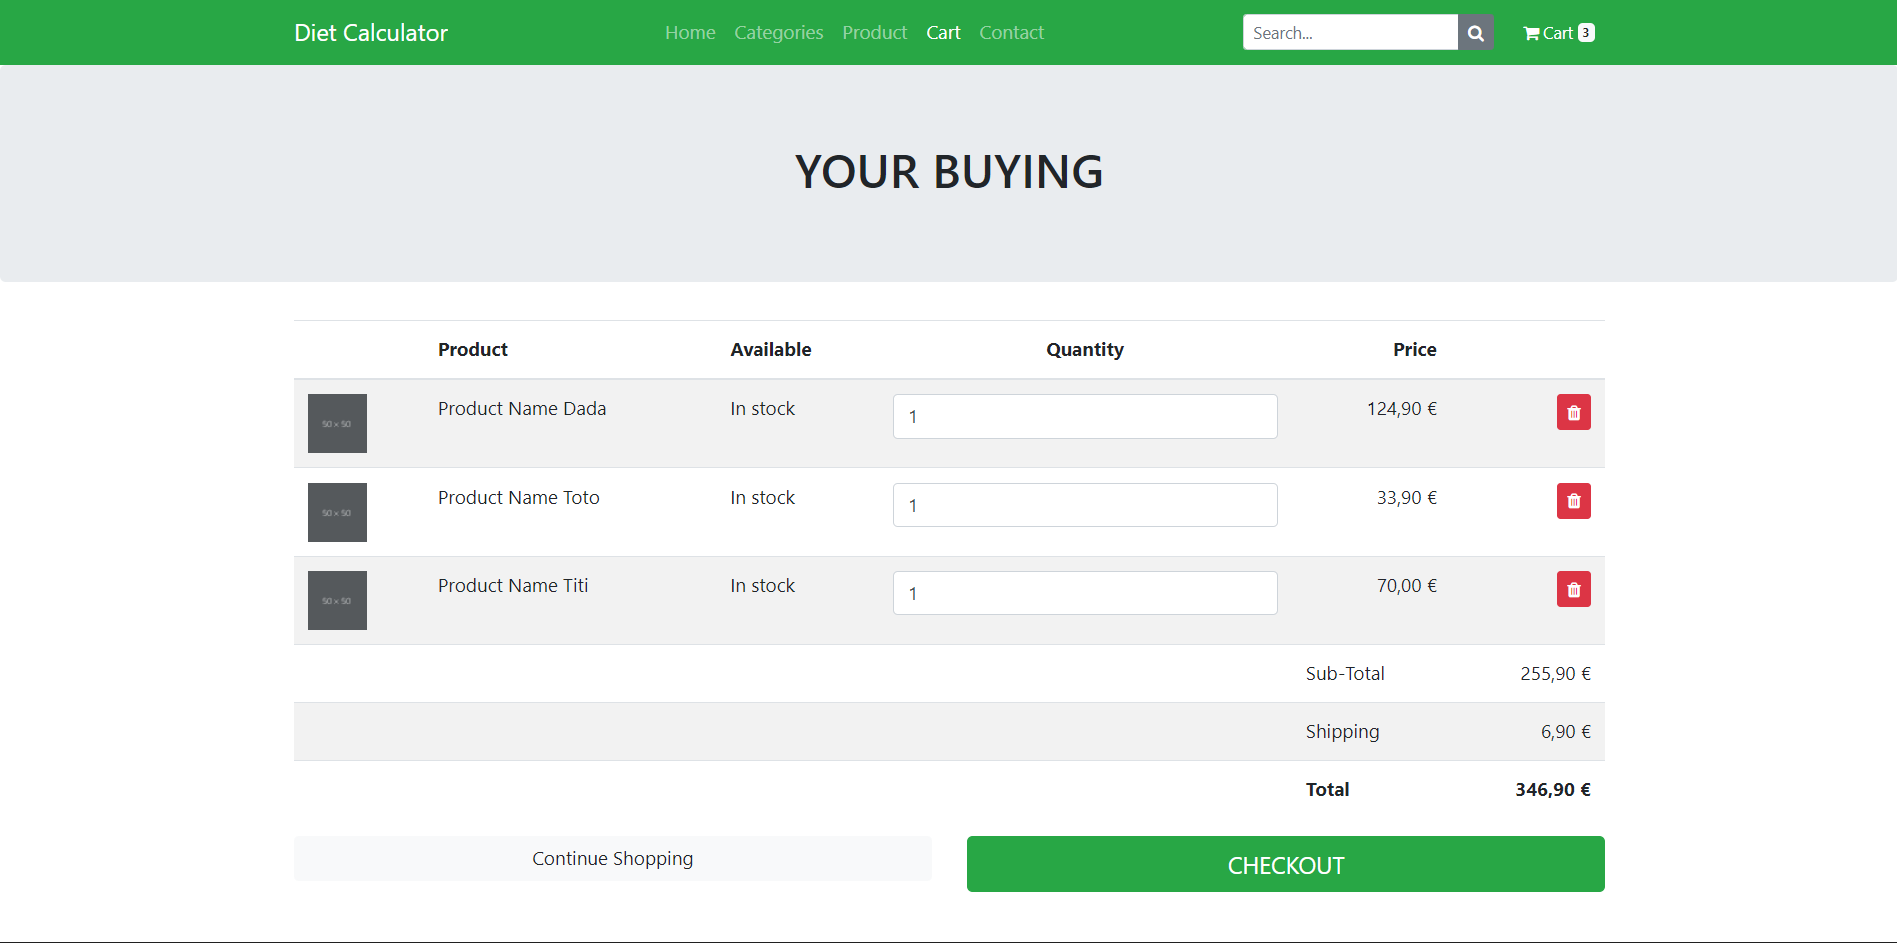 Diet Calculator Home Categories Product Cart Contact Search... Cart 3
YOUR BUYING
Product Available Quantity Price
50 x 50 Product Name Dada In stock 1 124,90 €
50 x 50 Product Name Toto In stock 1 33,90 €
50 x 50 Product Name Titi In stock 1 70,00 €
Sub-Total 255,90 €
Shipping 6,90 €
Total 346,90 €
Continue Shopping CHECKOUT